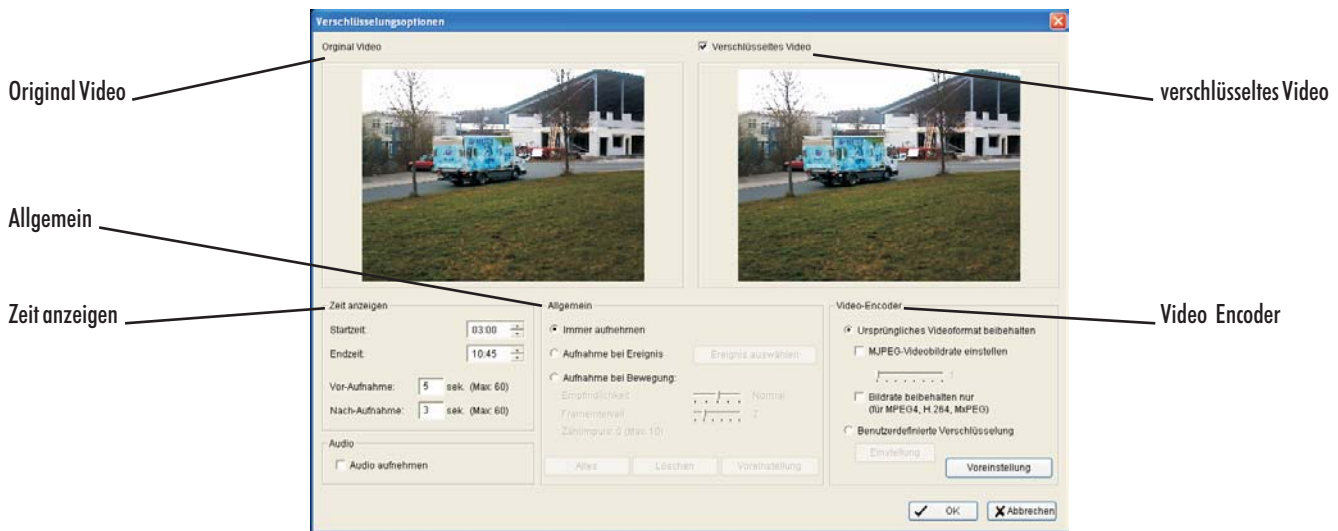 Verschlüsselungsoptionen
Orginal Video
Verschlüsseltes Video
Original Video
verschlüsseltes Video
Allgemein
Zeit anzeigen
Video Encoder
Zeit anzeigen
Startzeit: 03:00
Endzeit: 10:45
Vor-Aufnahme: 5 sek. (Max: 60)
Nach-Aufnahme: 3 sek. (Max: 60)
Audio
Audio aufnehmen
Allgemein
Immer aufnehmen
Aufnahme bei Ereignis Ereignis auswählen
Aufnahme bei Bewegung:
Empfindlichkeit: Normal
Frameintervall
Zählimpuls: 0 (Max: 10)
Alles Löschen Voreinstellung
Video-Encoder
Ursprüngliches Videoformat beibehalten
MJPEG-Videobildrate einstellen
1
Bildrate beibehalten nur
(für MPEG4, H.264, MxPEG)
Benutzerdefinierte Verschlüsselung
Einstellung
Voreinstellung
OK Abbrechen